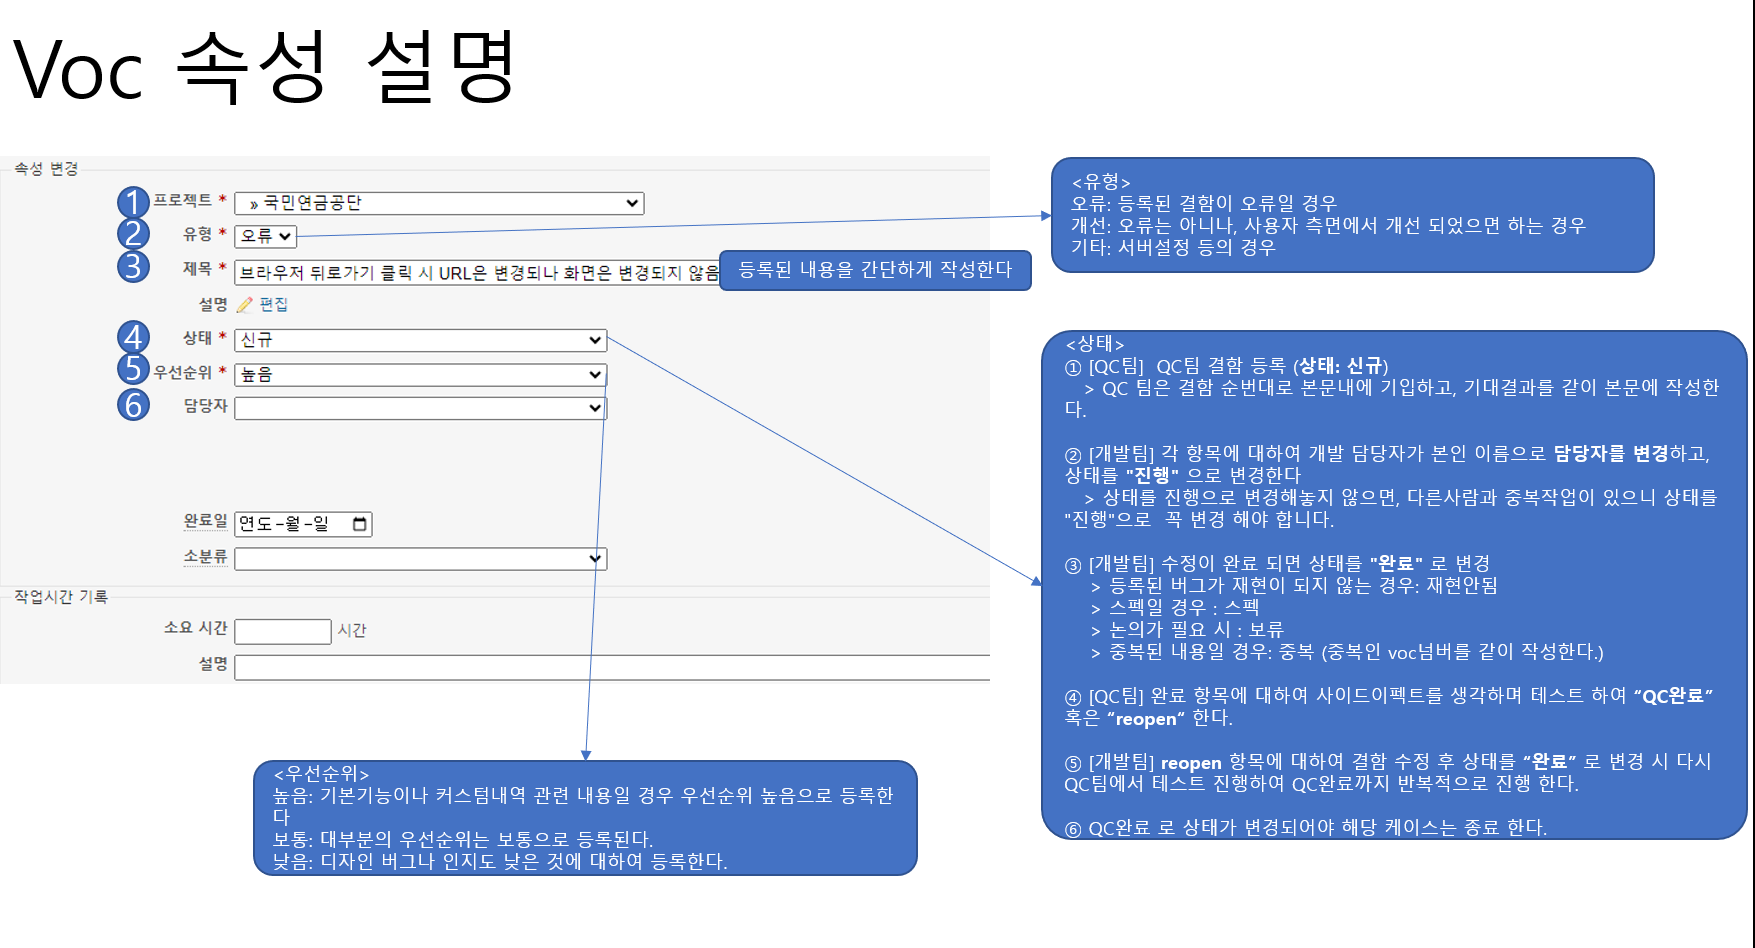 Voc 속성 설명
속성 변경
1 프로젝트 * » 국민연금공단
2 유형 * 오류
3 제목 * 브라우저 뒤로가기 클릭 시 URL은 변경되나 화면은 변경되지 않음
등록된 내용을 간단하게 작성한다
설명 편집
4 상태 * 신규
5 우선순위 * 높음
6 담당자
완료일 연도-월-일
소분류
작업시간 기록
소요 시간 시간
설명
<유형>
오류: 등록된 결함이 오류일 경우
개선: 오류는 아니나, 사용자 측면에서 개선 되었으면 하는 경우
기타: 서버설정 등의 경우
<상태>
① [QC팀] QC팀 결함 등록 (상태: 신규)
> QC 팀은 결함 순번대로 본문내에 기입하고, 기대결과를 같이 본문에 작성한
다.
② [개발팀] 각 항목에 대하여 개발 담당자가 본인 이름으로 담당자를 변경하고,
상태를 "진행" 으로 변경한다
> 상태를 진행으로 변경해놓지 않으면, 다른사람과 중복작업이 있으니 상태를
"진행"으로 꼭 변경 해야 합니다.
③ [개발팀] 수정이 완료 되면 상태를 "완료" 로 변경
> 등록된 버그가 재현이 되지 않는 경우: 재현안됨
> 스펙일 경우 : 스펙
> 논의가 필요 시 : 보류
> 중복된 내용일 경우: 중복 (중복인 voc넘버를 같이 작성한다.)
④ [QC팀] 완료 항목에 대하여 사이드이펙트를 생각하며 테스트 하여 “QC완료”
혹은 “reopen“ 한다.
⑤ [개발팀] reopen 항목에 대하여 결함 수정 후 상태를 “완료” 로 변경 시 다시
QC팀에서 테스트 진행하여 QC완료까지 반복적으로 진행 한다.
⑥ QC완료 로 상태가 변경되어야 해당 케이스는 종료 한다.
<우선순위>
높음: 기본기능이나 커스텀내역 관련 내용일 경우 우선순위 높음으로 등록한
다
보통: 대부분의 우선순위는 보통으로 등록된다.
낮음: 디자인 버그나 인지도 낮은 것에 대하여 등록한다.